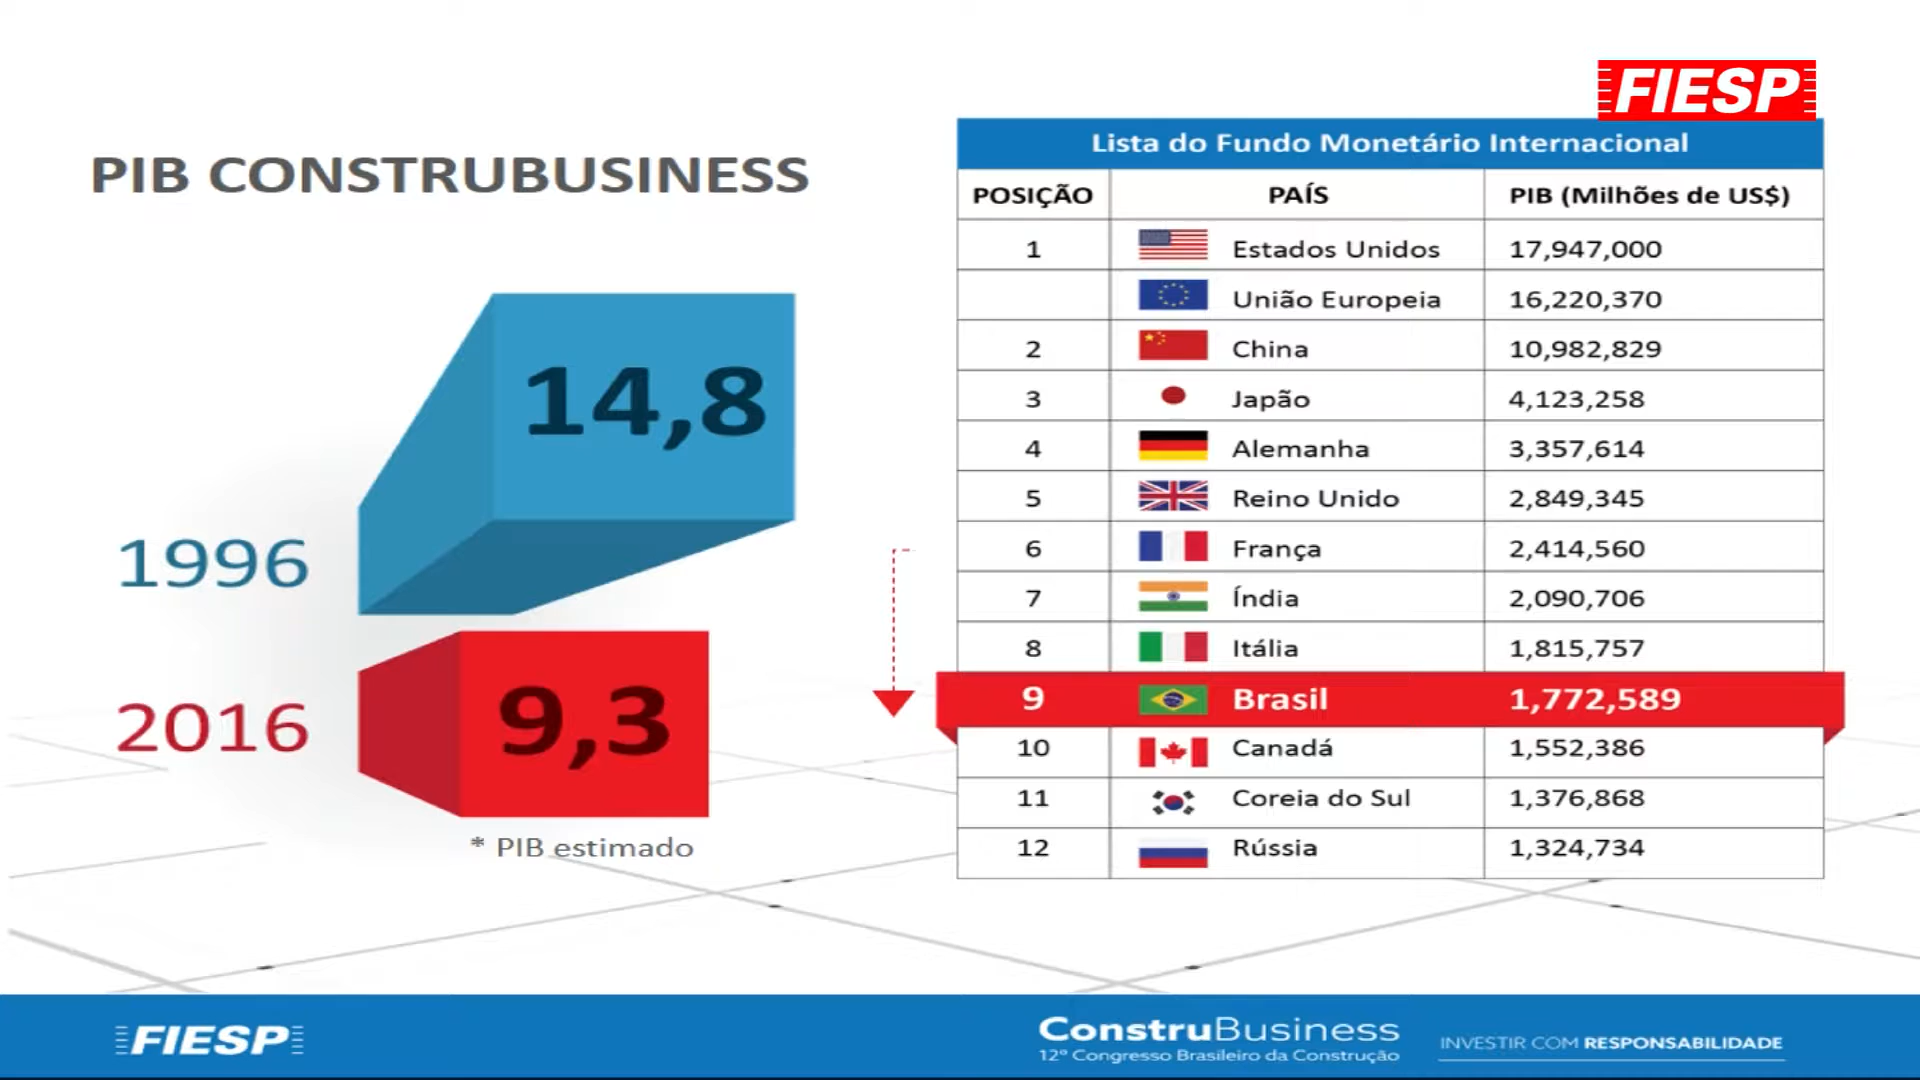 FIESP
PIB CONSTRUBUSINESS
14,8
1996
9,3
2016
* PIB estimado
Lista do Fundo Monetário Internacional
POSIÇÃO PAÍS PIB (Milhões de US$)
1 Estados Unidos 17,947,000
União Europeia 16,220,370
2 China 10,982,829
3 Japão 4,123,258
4 Alemanha 3,357,614
5 Reino Unido 2,849,345
6 França 2,414,560
7 Índia 2,090,706
8 Itália 1,815,757
9 Brasil 1,772,589
10 Canadá 1,552,386
11 Coreia do Sul 1,376,868
12 Rússia 1,324,734
FIESP
ConstruBusiness
12º Congresso Brasileiro da Construção
INVESTIR COM RESPONSABILIDADE